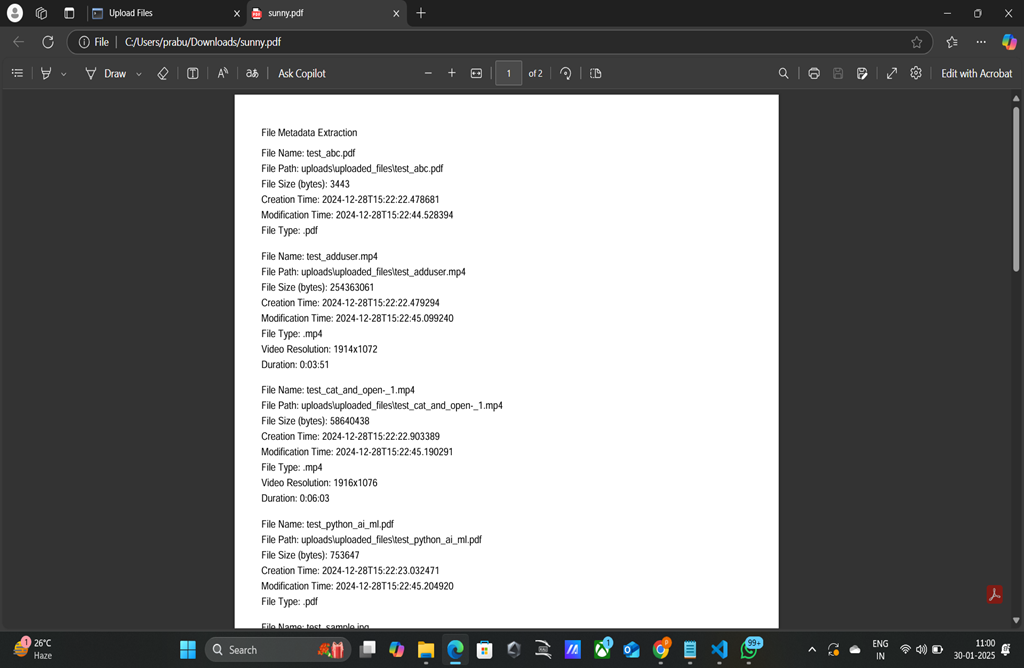 Upload Files
sunny.pdf
File
C:/Users/prabu/Downloads/sunny.pdf
Draw
Ask Copilot
1
of 2
Edit with Acrobat
File Metadata Extraction
File Name: test_abc.pdf
File Path: uploads\uploaded_files\test_abc.pdf
File Size (bytes): 3443
Creation Time: 2024-12-28T15:22:22.478681
Modification Time: 2024-12-28T15:22:44.528394
File Type: .pdf
File Name: test_adduser.mp4
File Path: uploads\uploaded_files\test_adduser.mp4
File Size (bytes): 254363061
Creation Time: 2024-12-28T15:22:22.479294
Modification Time: 2024-12-28T15:22:45.099240
File Type: .mp4
Video Resolution: 1914x1072
Duration: 0:03:51
File Name: test_cat_and_open-_1.mp4
File Path: uploads\uploaded_files\test_cat_and_open-_1.mp4
File Size (bytes): 58640438
Creation Time: 2024-12-28T15:22:22.903389
Modification Time: 2024-12-28T15:22:45.190291
File Type: .mp4
Video Resolution: 1916x1076
Duration: 0:06:03
File Name: test_python_ai_ml.pdf
File Path: uploads\uploaded_files\test_python_ai_ml.pdf
File Size (bytes): 753647
Creation Time: 2024-12-28T15:22:23.032471
Modification Time: 2024-12-28T15:22:45.204920
File Type: .pdf
File Name: test_sample.jpg
1
26°C
Haze
Search
1
99+
ENG
IN
11:00
30-01-2025